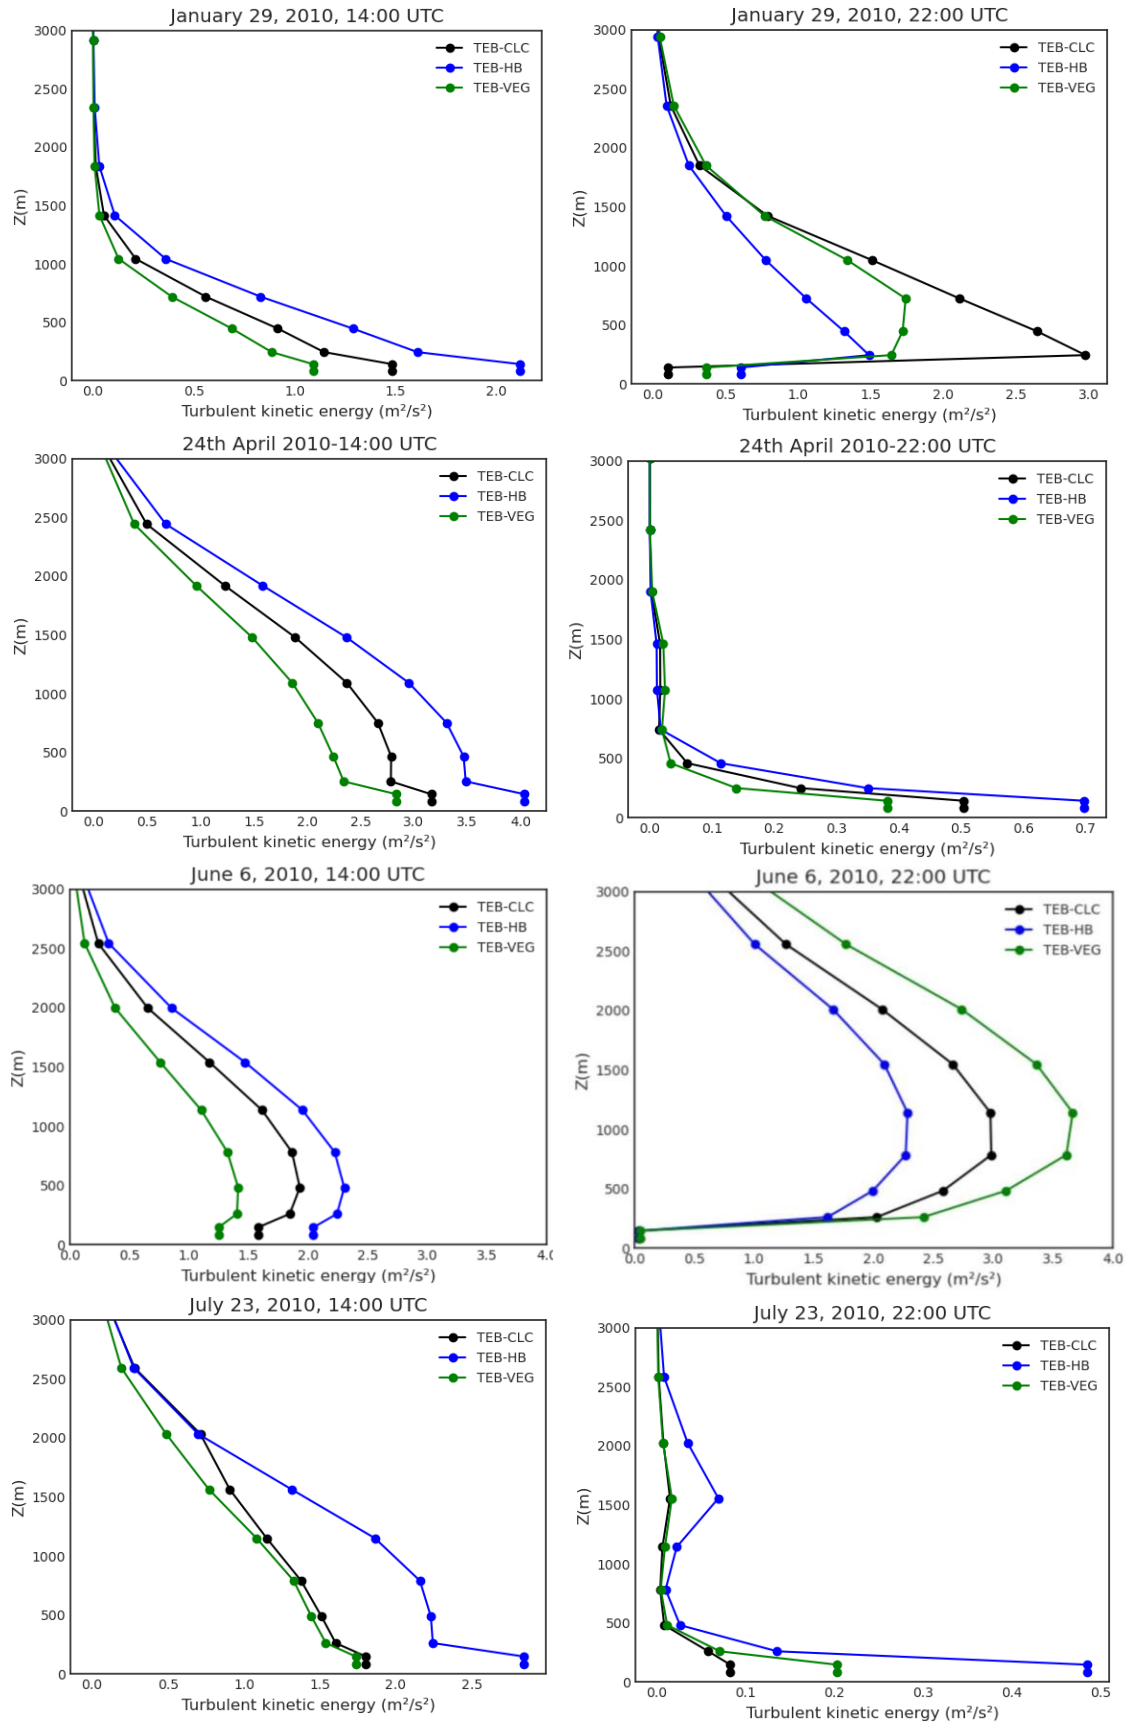 January 29, 2010, 14:00 UTC
3000
2500
2000
1500
1000
500
0
Z(m)
TEB-CLC
TEB-HB
TEB-VEG
0.0 0.5 1.0 1.5 2.0
Turbulent kinetic energy (m²/s²)
January 29, 2010, 22:00 UTC
3000
2500
2000
1500
1000
500
0
Z(m)
TEB-CLC
TEB-HB
TEB-VEG
0.0 0.5 1.0 1.5 2.0 2.5 3.0
Turbulent kinetic energy (m²/s²)
24th April 2010-14:00 UTC
3000
2500
2000
1500
1000
500
0
Z(m)
TEB-CLC
TEB-HB
TEB-VEG
0.0 0.5 1.0 1.5 2.0 2.5 3.0 3.5 4.0
Turbulent kinetic energy (m²/s²)
24th April 2010-22:00 UTC
3000
2500
2000
1500
1000
500
0
Z(m)
TEB-CLC
TEB-HB
TEB-VEG
0.0 0.1 0.2 0.3 0.4 0.5 0.6 0.7
Turbulent kinetic energy (m²/s²)
June 6, 2010, 14:00 UTC
3000
2500
2000
1500
1000
500
0
Z(m)
TEB-CLC
TEB-HB
TEB-VEG
0.0 0.5 1.0 1.5 2.0 2.5 3.0 3.5 4.0
Turbulent kinetic energy (m²/s²)
June 6, 2010, 22:00 UTC
3000
2500
2000
1500
1000
500
0
Z(m)
TEB-CLC
TEB-HB
TEB-VEG
0.0 0.5 1.0 1.5 2.0 2.5 3.0 3.5 4.0
Turbulent kinetic energy (m²/s²)
July 23, 2010, 14:00 UTC
3000
2500
2000
1500
1000
500
0
Z(m)
TEB-CLC
TEB-HB
TEB-VEG
0.0 0.5 1.0 1.5 2.0 2.5
Turbulent kinetic energy (m²/s²)
July 23, 2010, 22:00 UTC
3000
2500
2000
1500
1000
500
0
Z(m)
TEB-CLC
TEB-HB
TEB-VEG
0.0 0.1 0.2 0.3 0.4 0.5
Turbulent kinetic energy (m²/s²)